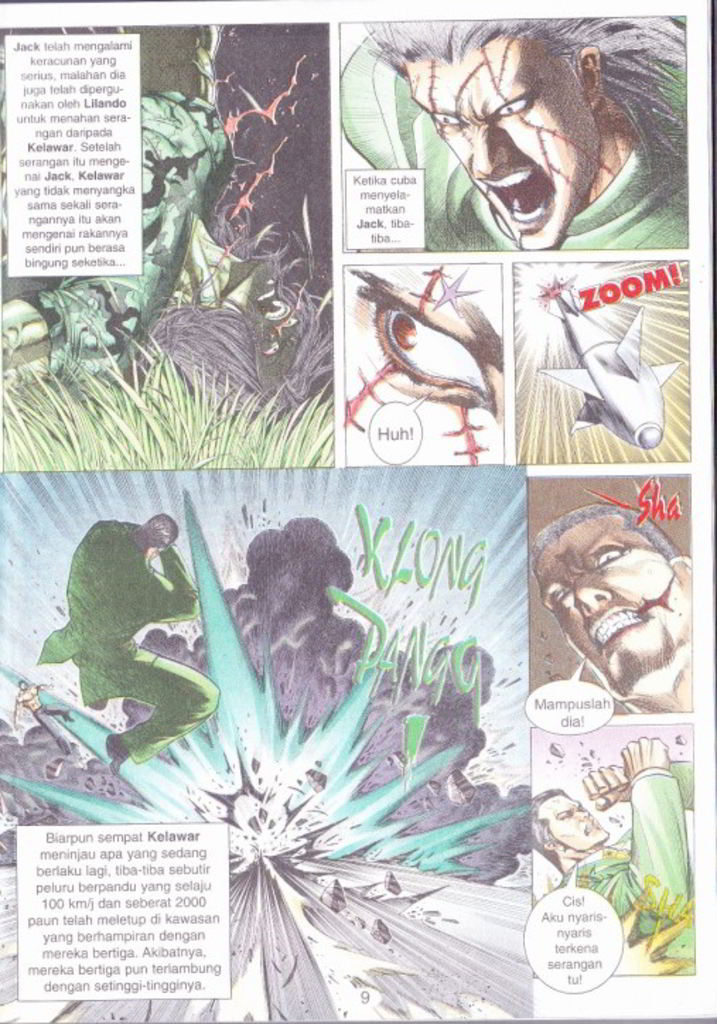 Jack telah mengalami
keracunan yang
serius, malahan dia
juga telah dipergu-
nakan oleh Lilando
untuk menahan sera-
ngan daripada
Kelawar. Setelah
serangan itu menge-
nai Jack, Kelawar
yang tidak menyangka
sama sekali seran-
gannya itu akan
mengenai rakannya
sendiri pun berasa
bingung seketika...
Ketika cuba
menyela-
matkan
Jack, tiba-
tiba...
Huh!
ZOOM!
KLONG
PANGG
!
Sha
Mampuslah
dia!
Biarpun sempat Kelawar
meninjau apa yang sedang
berlaku lagi, tiba-tiba sebutir
peluru berpandu yang selaju
100 km/j dan seberat 2000
paun telah meletup di kawasan
yang berhampiran dengan
mereka bertiga. Akibatnya,
mereka bertiga pun terlambung
dengan setinggi-tingginya.
Cis!
Aku nyaris-
nyaris
terkena
serangan
tu!
9